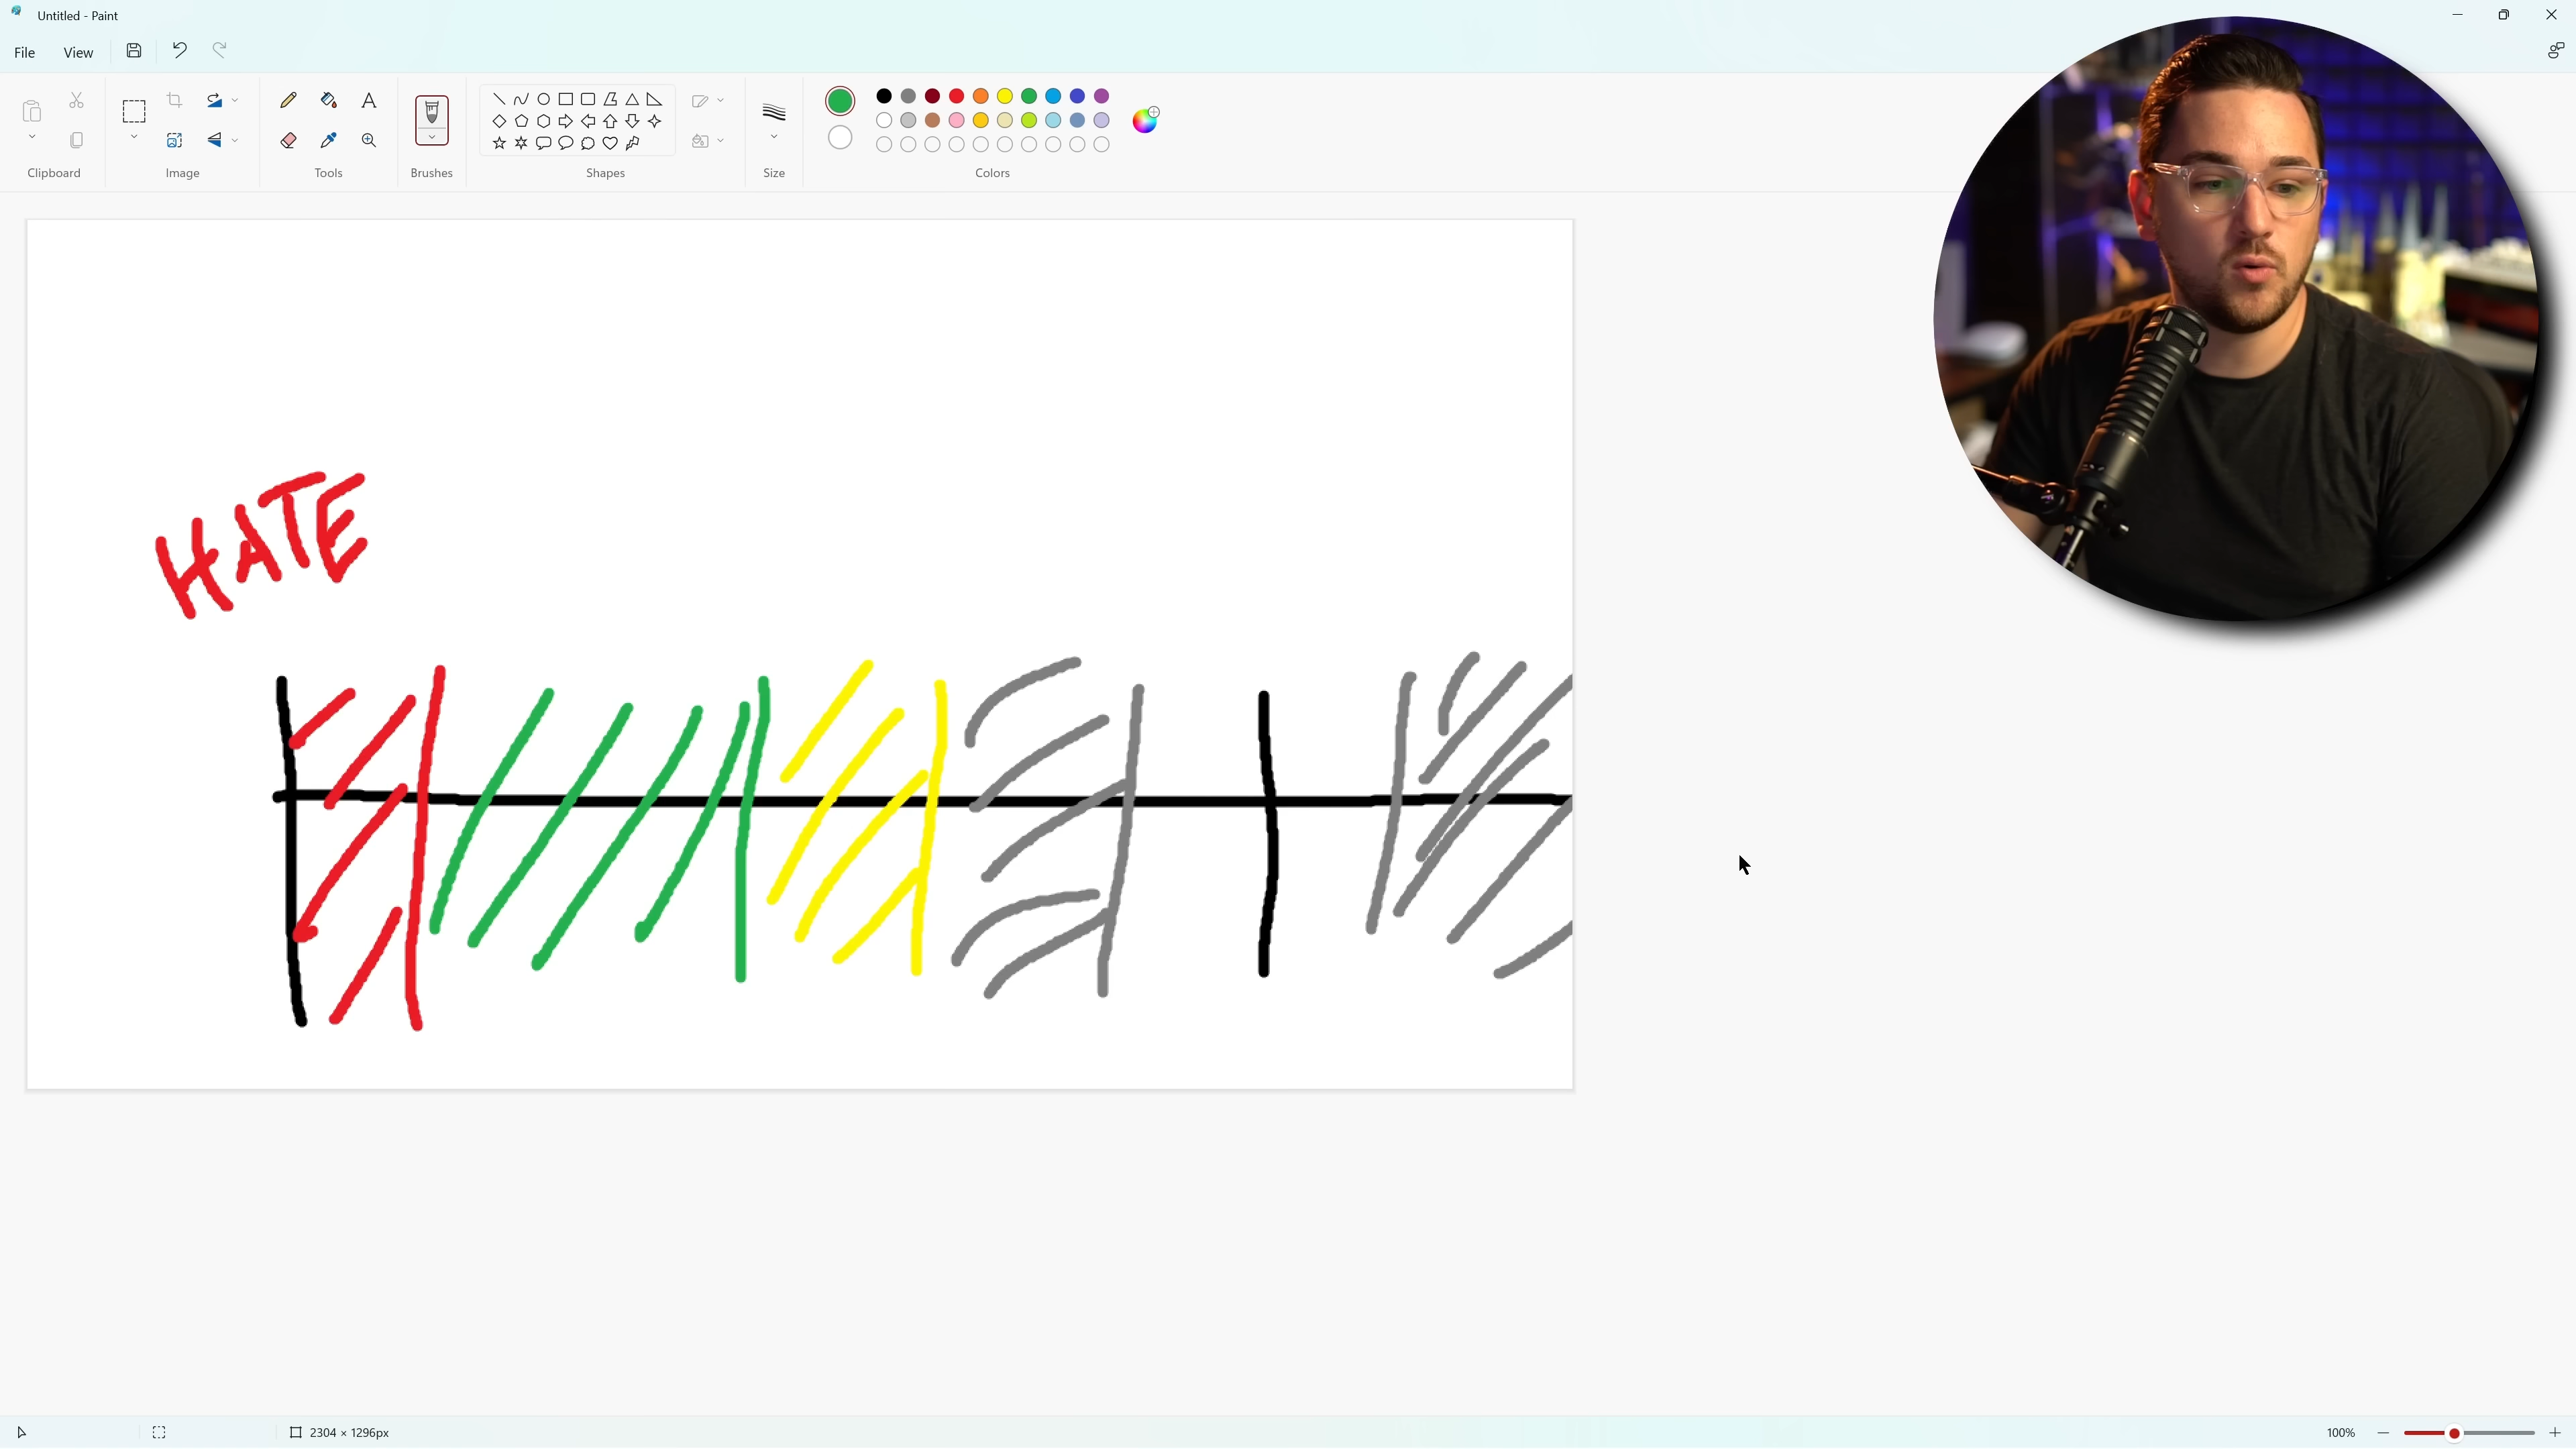 Untitled - Paint
File View
Clipboard Image Tools Brushes Shapes Size Colors
HATE
2304 × 1296px 100%